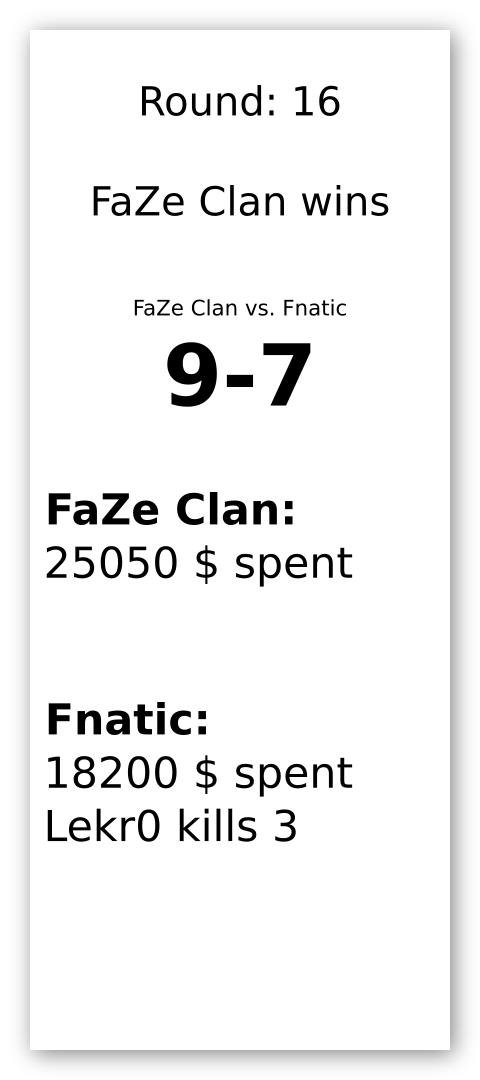 Round: 16
FaZe Clan wins
FaZe Clan vs. Fnatic
9-7
FaZe Clan:
25050 $ spent
Fnatic:
18200 $ spent
Lekr0 kills 3